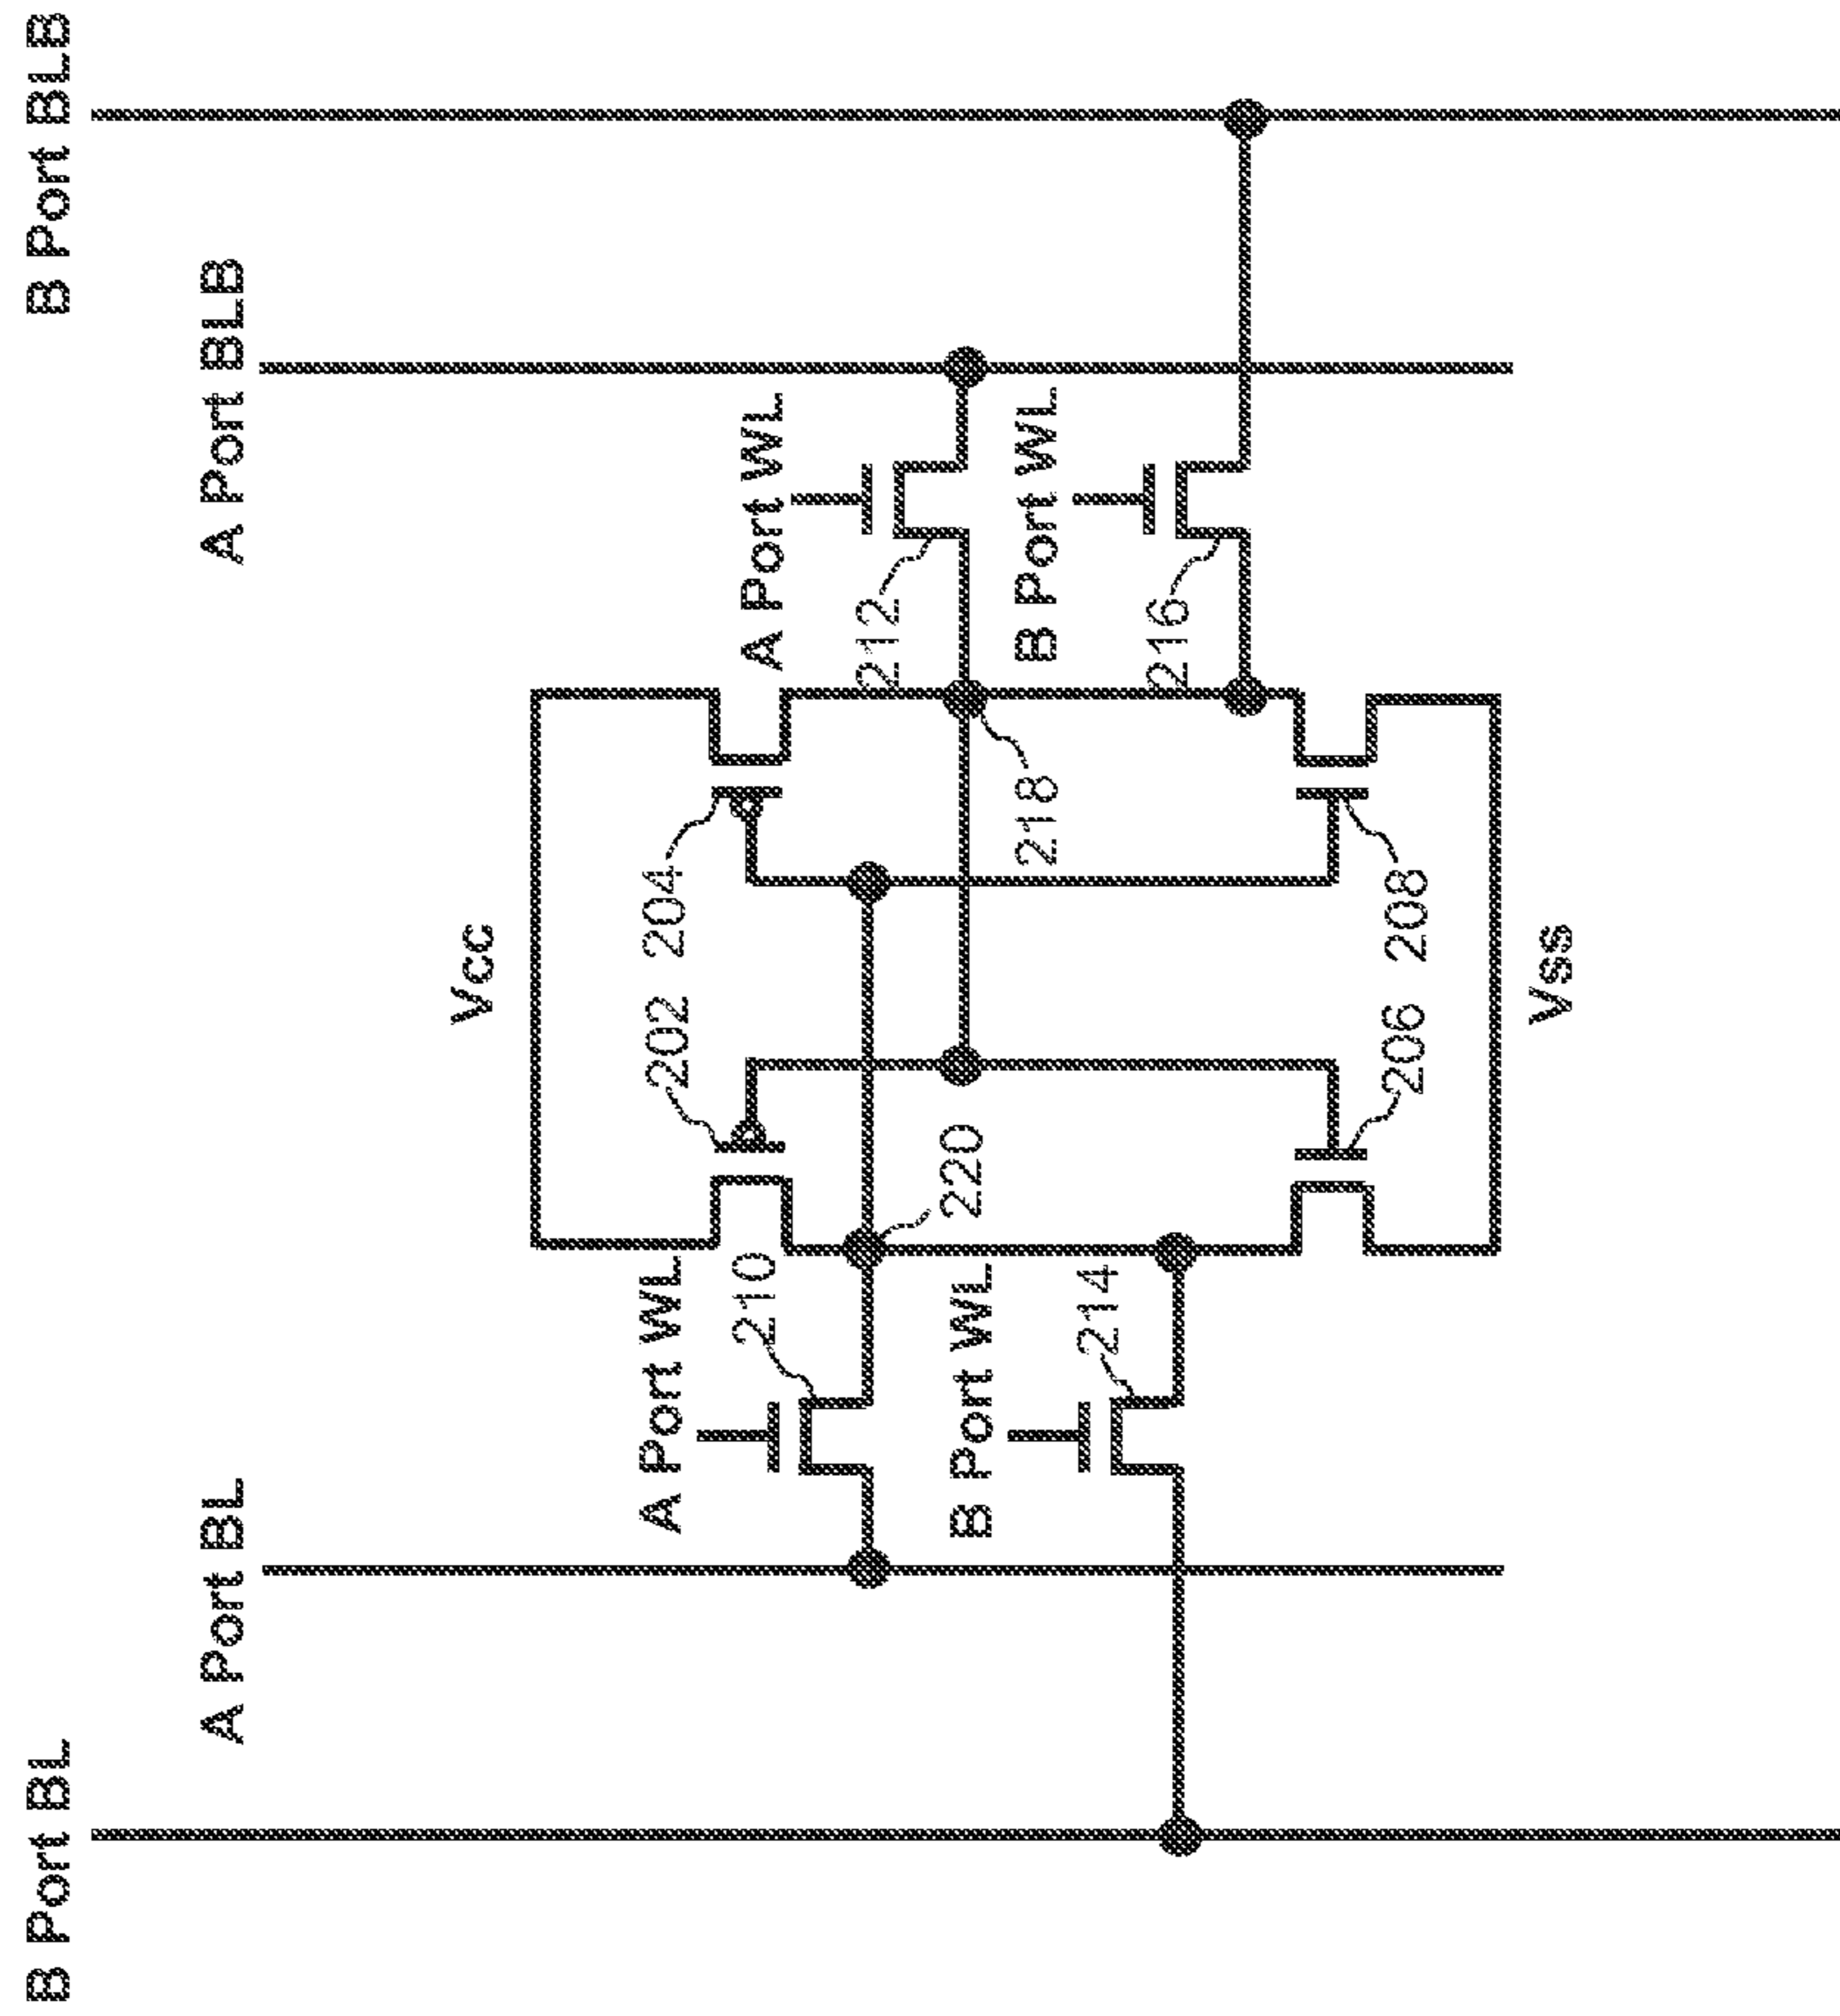 B Port BL
B Port BLB
A Port BL
A Port BLB
Vcc
A Port WL
202
204
A Port WL
210
212
B Port WL
220
218
B Port WL
214
216
206
208
Vss